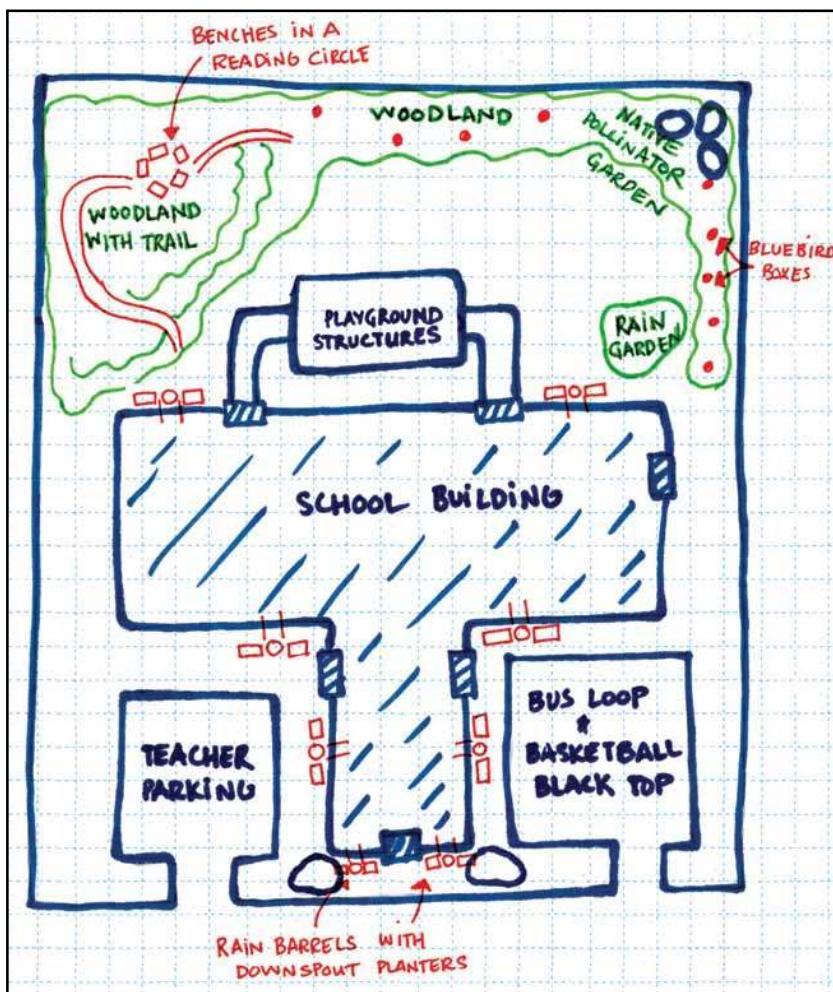 BENCHES IN A
READING CIRCLE
WOODLAND
NATIVE
POLLINATOR
GARDEN
WOODLAND
WITH TRAIL
BLUEBIRD
BOXES
PLAYGROUND
STRUCTURES
RAIN
GARDEN
SCHOOL BUILDING
TEACHER
PARKING
BUS LOOP
+
BASKETBALL
BLACK TOP
RAIN BARRELS WITH
DOWNSPOUT PLANTERS